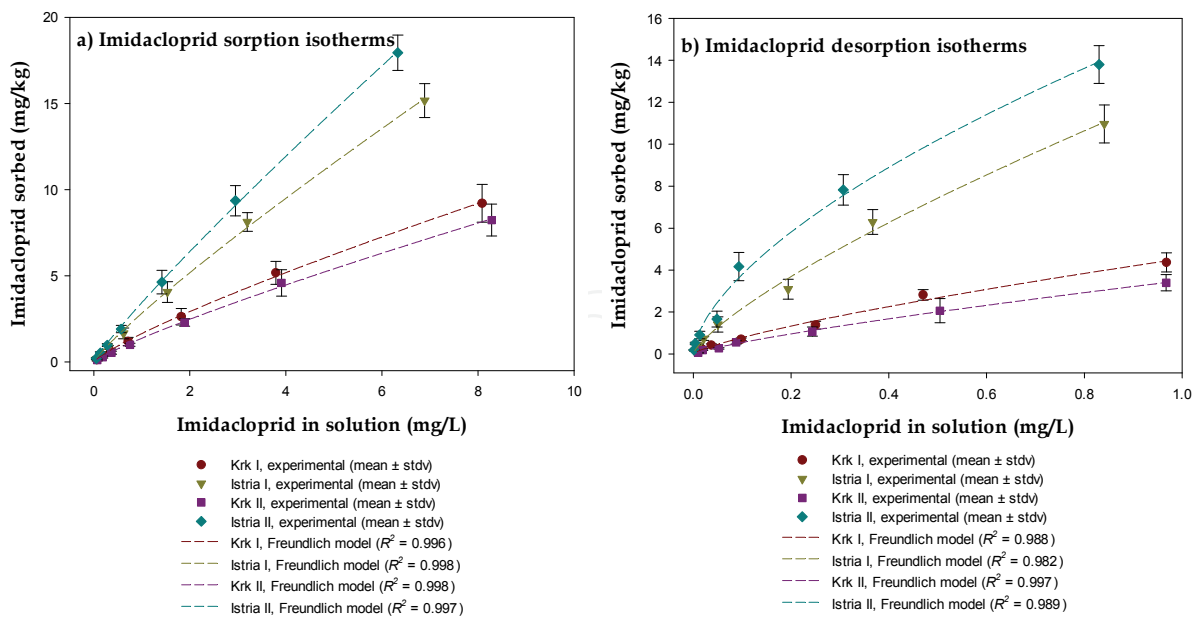 a) Imidacloprid sorption isotherms
Imidacloprid sorbed (mg/kg)
20
15
10
5
0
0 2 4 6 8 10
Imidacloprid in solution (mg/L)
Krk I, experimental (mean ± stdv)
Istria I, experimental (mean ± stdv)
Krk II, experimental (mean ± stdv)
Istria II, experimental (mean ± stdv)
Krk I, Freundlich model (R² = 0.996)
Istria I, Freundlich model (R² = 0.998)
Krk II, Freundlich model (R² = 0.998)
Istria II, Freundlich model (R² = 0.997)
b) Imidacloprid desorption isotherms
Imidacloprid sorbed (mg/kg)
16
14
12
10
8
6
4
2
0
0.0 0.2 0.4 0.6 0.8 1.0
Imidacloprid in solution (mg/L)
Krk I, experimental (mean ± stdv)
Istria I, experimental (mean ± stdv)
Krk II, experimental (mean ± stdv)
Istria II, experimental (mean ± stdv)
Krk I, Freundlich model (R² = 0.988)
Istria I, Freundlich model (R² = 0.982)
Krk II, Freundlich model (R² = 0.997)
Istria II, Freundlich model (R² = 0.989)